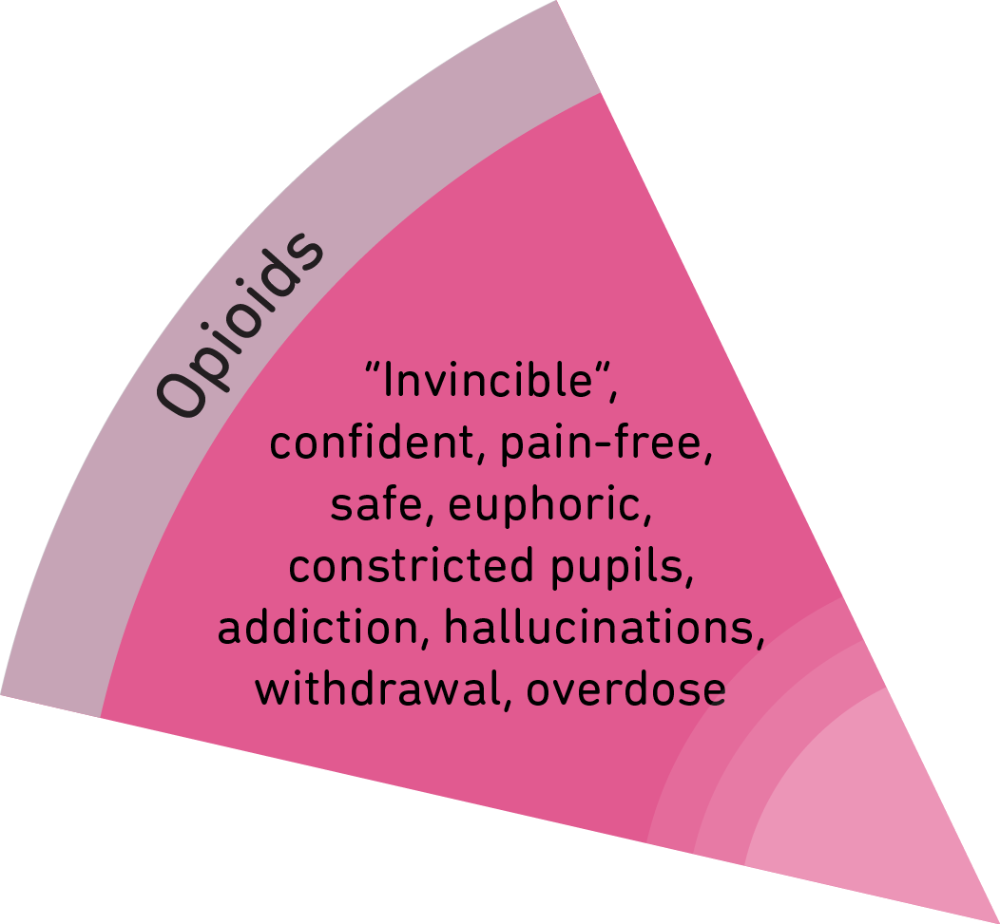 Opioids
“Invincible“,
confident, pain-free,
safe, euphoric,
constricted pupils,
addiction, hallucinations,
withdrawal, overdose